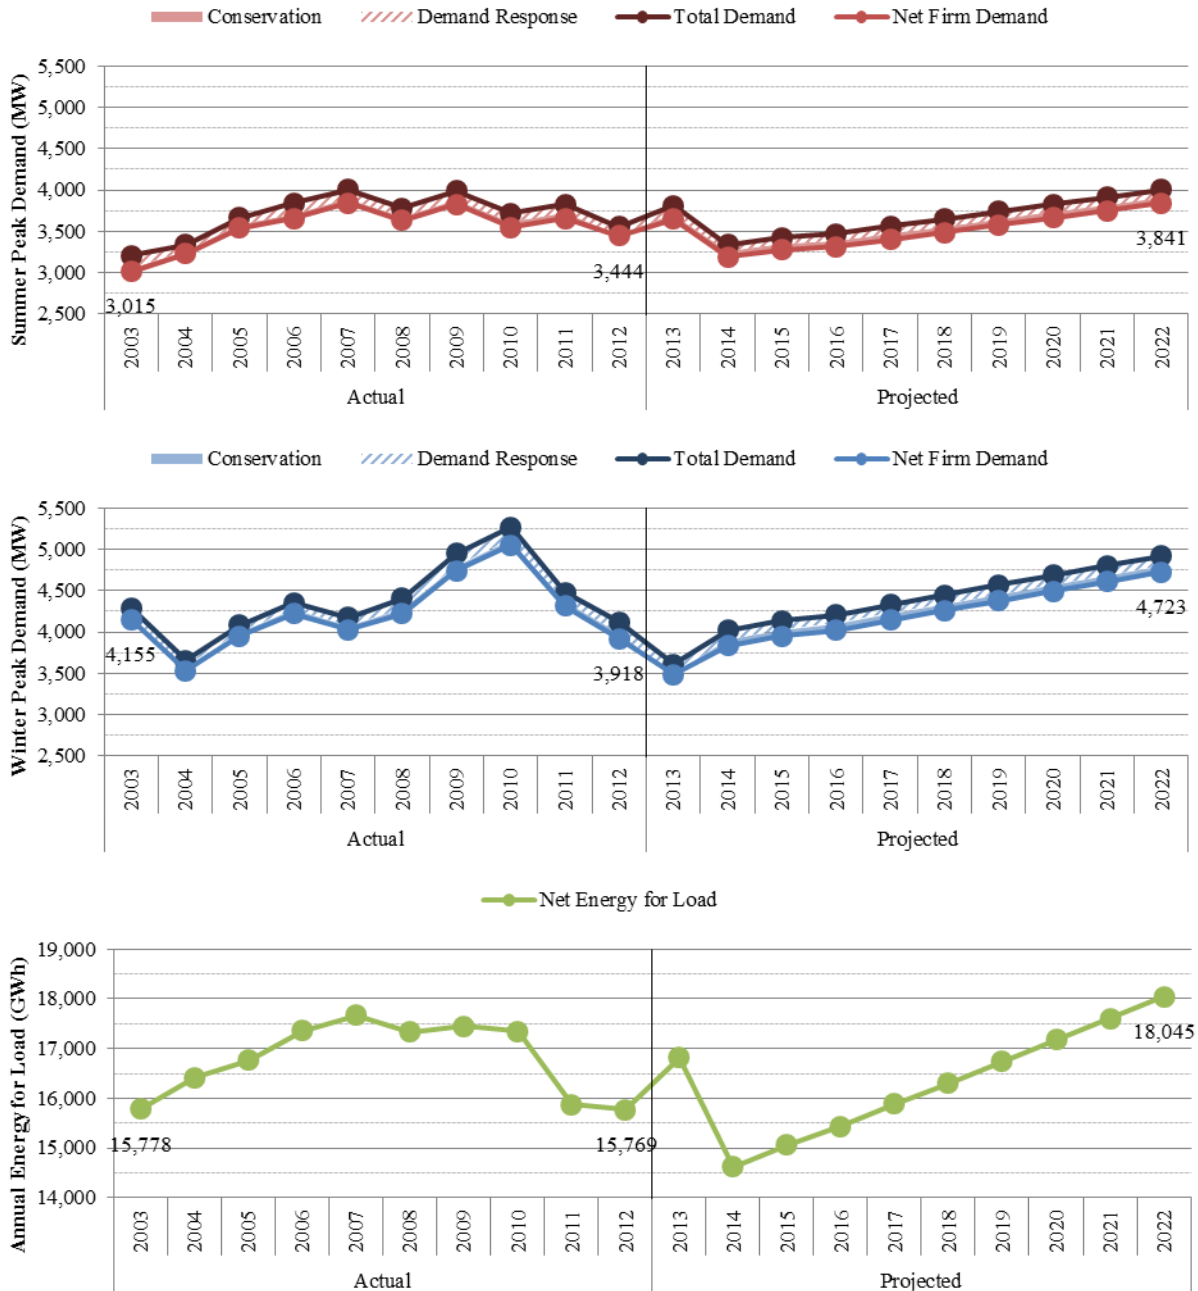 Conservation Demand Response Total Demand Net Firm Demand
Summer Peak Demand (MW)
5,500
5,000
4,500
4,000
3,500
3,000
2,500
3,015
3,444
3,841
2003 2004 2005 2006 2007 2008 2009 2010 2011 2012 2013 2014 2015 2016 2017 2018 2019 2020 2021 2022
Actual Projected
Conservation Demand Response Total Demand Net Firm Demand
Winter Peak Demand (MW)
5,500
5,000
4,500
4,000
3,500
3,000
2,500
4,155
3,918
4,723
2003 2004 2005 2006 2007 2008 2009 2010 2011 2012 2013 2014 2015 2016 2017 2018 2019 2020 2021 2022
Actual Projected
Net Energy for Load
Annual Energy for Load (GWh)
19,000
18,000
17,000
16,000
15,000
14,000
15,778
15,769
18,045
2003 2004 2005 2006 2007 2008 2009 2010 2011 2012 2013 2014 2015 2016 2017 2018 2019 2020 2021 2022
Actual Projected